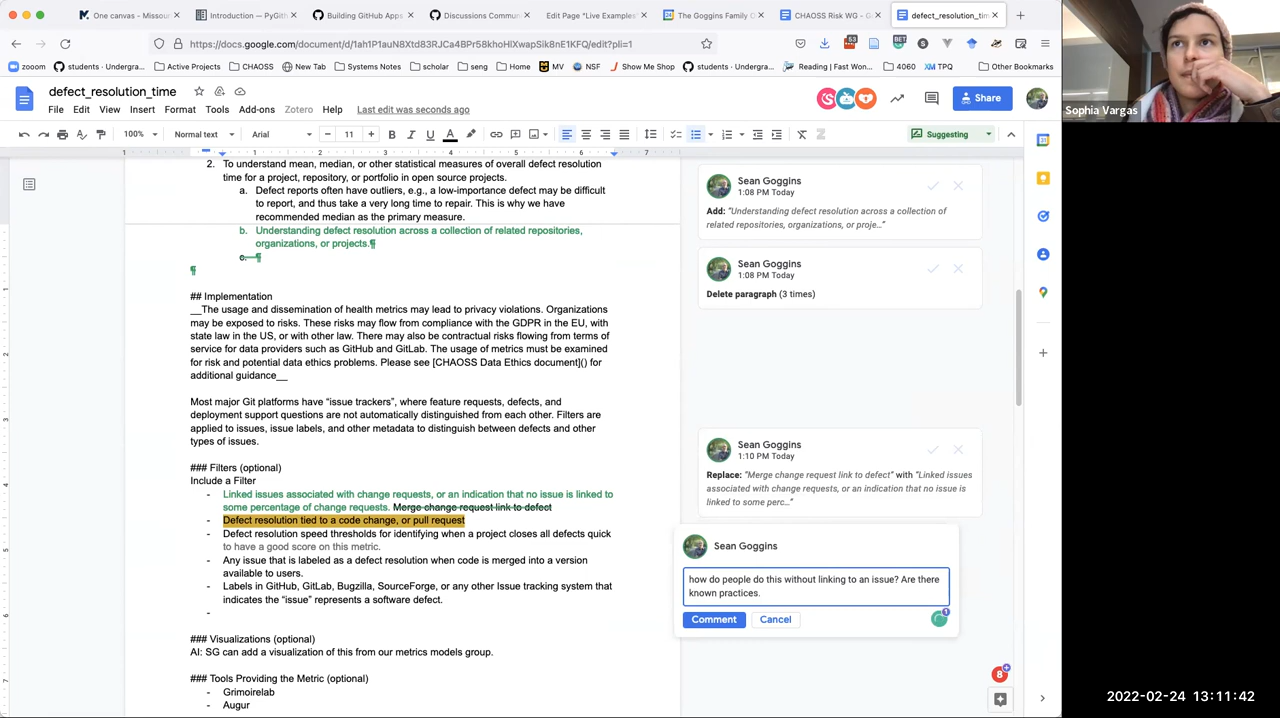 One canvas - Missour
Introduction — PyGith
Building GitHub Apps
Discussions Commun
Edit Page "Live Examples
The Goggins Family C
CHAOSS Risk WG - G
defect_resolution_tim
https://docs.google.com/document/d/1ah1P1auN8Xtd83RJCa4BPr58khoHlXwapSik8nE1KFQ/edit?pli=1
53
BET
zooom
students - Undergra...
Active Projects
CHAOSS
New Tab
Systems Notes
scholar
seng
Home
MV
NSF
Show Me Shop
students - Undergra...
Reading | Fast Won...
4060
XM TPQ
Other Bookmarks
defect_resolution_time
File Edit View Insert Format Tools Add-ons Zotero Help Last edit was seconds ago
Share
100% Normal text Arial 11 B I U A
Suggesting
1 1 2 3 4 5 6 7
2. To understand mean, median, or other statistical measures of overall defect resolution
time for a project, repository, or portfolio in open source projects.
a. Defect reports often have outliers, e.g., a low-importance defect may be difficult
to report, and thus take a very long time to repair. This is why we have
recommended median as the primary measure.
b. Understanding defect resolution across a collection of related repositories,
organizations, or projects.¶
c. ¶
¶
## Implementation
__The usage and dissemination of health metrics may lead to privacy violations. Organizations
may be exposed to risks. These risks may flow from compliance with the GDPR in the EU, with
state law in the US, or with other law. There may also be contractual risks flowing from terms of
service for data providers such as GitHub and GitLab. The usage of metrics must be examined
for risk and potential data ethics problems. Please see [CHAOSS Data Ethics document]() for
additional guidance__
Most major Git platforms have “issue trackers”, where feature requests, defects, and
deployment support questions are not automatically distinguished from each other. Filters are
applied to issues, issue labels, and other metadata to distinguish between defects and other
types of issues.
### Filters (optional)
Include a Filter
- Linked issues associated with change requests, or an indication that no issue is linked to
some percentage of change requests. Merge change request link to defect
- Defect resolution tied to a code change, or pull request
- Defect resolution speed thresholds for identifying when a project closes all defects quick
to have a good score on this metric.
- Any issue that is labeled as a defect resolution when code is merged into a version
available to users.
- Labels in GitHub, GitLab, Bugzilla, SourceForge, or any other Issue tracking system that
indicates the “issue” represents a software defect.
-
### Visualizations (optional)
AI: SG can add a visualization of this from our metrics models group.
### Tools Providing the Metric (optional)
- Grimoirelab
- Augur
Sean Goggins
1:08 PM Today
Add: “Understanding defect resolution across a collection of
related repositories, organizations, or proje...”
Sean Goggins
1:08 PM Today
Delete paragraph (3 times)
Sean Goggins
1:10 PM Today
Replace: “Merge change request link to defect” with “Linked issues
associated with change requests, or an indication that no issue is
linked to some perc...”
Sean Goggins
how do people do this without linking to an issue? Are there
known practices.
Comment Cancel
1
8
Sophia Vargas
2022-02-24 13:11:42